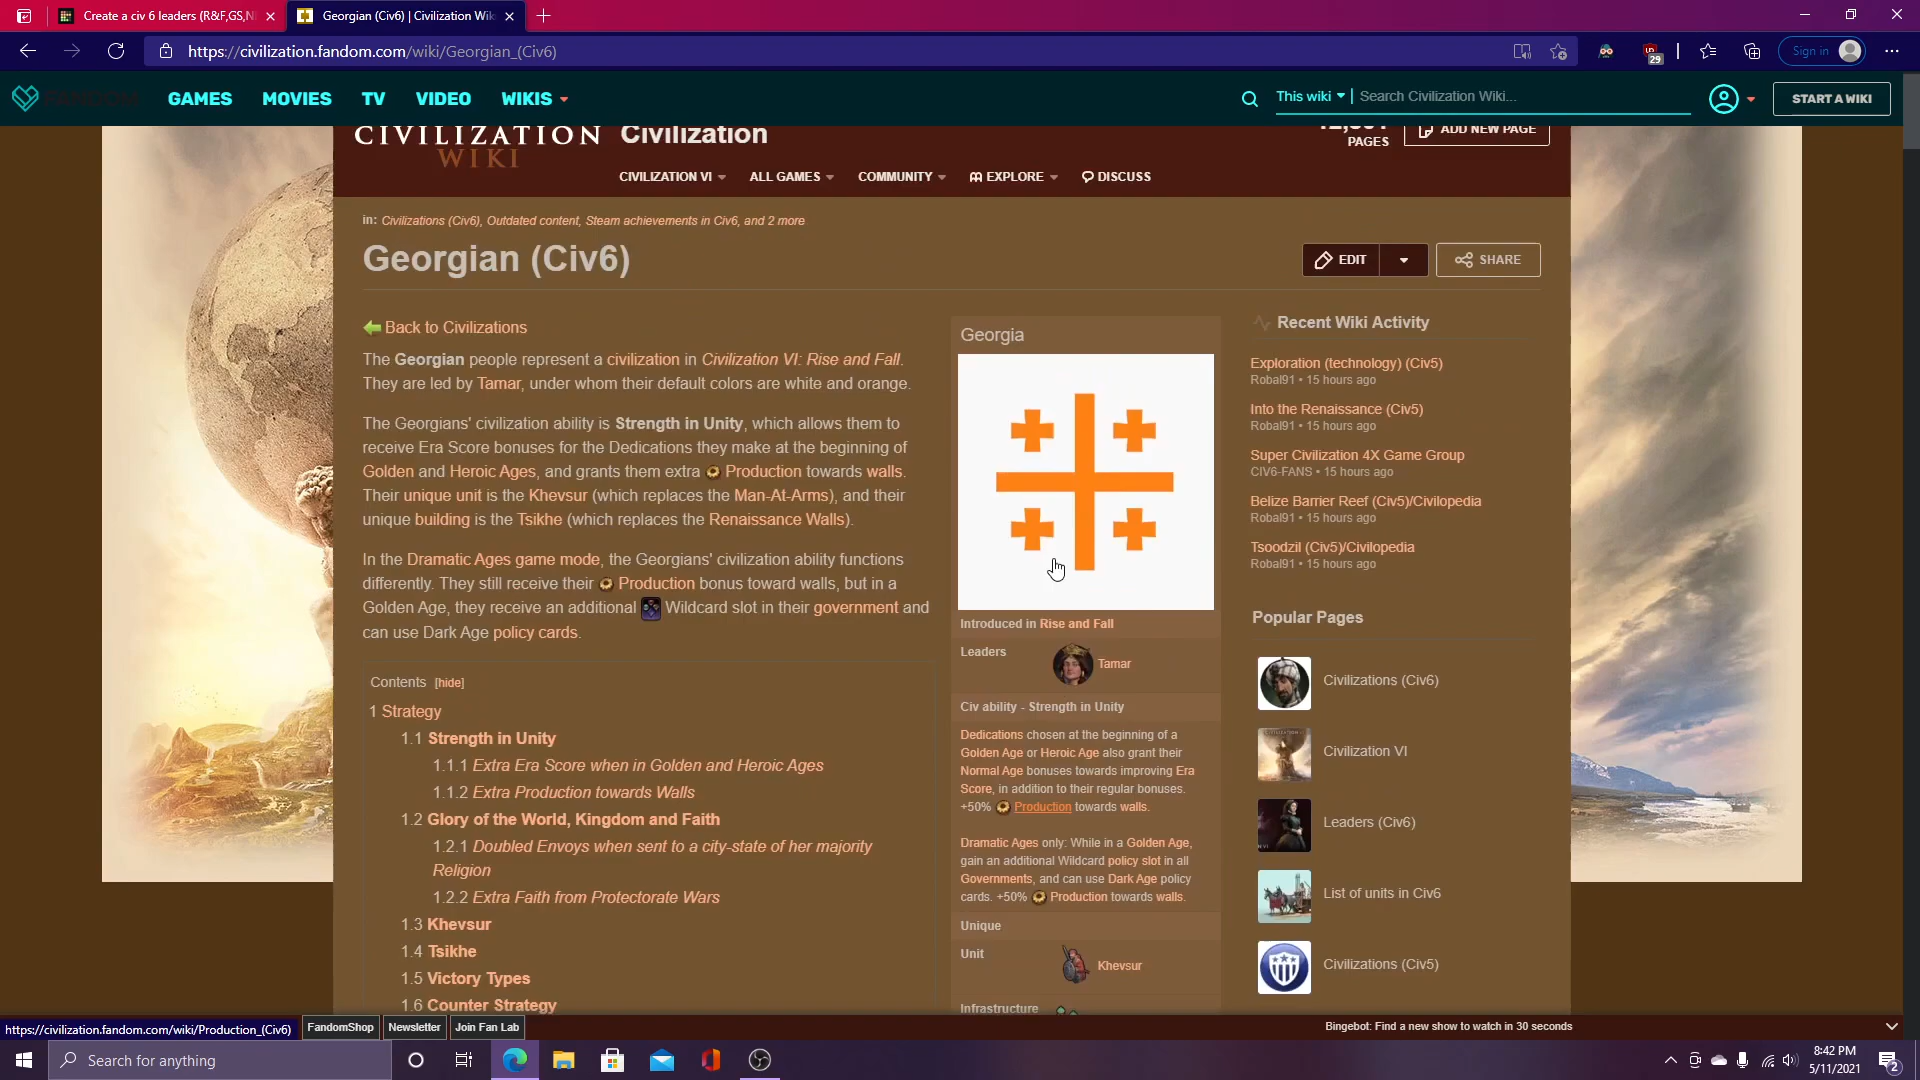 Create a civ 6 leaders (R&F,GS,N
Georgian (Civ6) | Civilization Wik
https://civilization.fandom.com/wiki/Georgian_(Civ6)
29
Sign in
GAMES MOVIES TV VIDEO WIKIS
This wiki Search Civilization Wiki...
START A WIKI
CIVILIZATION
WIKI
Civilization
PAGES
ADD NEW PAGE
CIVILIZATION VI ALL GAMES COMMUNITY EXPLORE DISCUSS
in: Civilizations (Civ6), Outdated content, Steam achievements in Civ6, and 2 more
Georgian (Civ6)
EDIT
SHARE
Back to Civilizations
The Georgian people represent a civilization in Civilization VI: Rise and Fall.
They are led by Tamar, under whom their default colors are white and orange.
The Georgians' civilization ability is Strength in Unity, which allows them to
receive Era Score bonuses for the Dedications they make at the beginning of
Golden and Heroic Ages, and grants them extra Production towards walls.
Their unique unit is the Khevsur (which replaces the Man-At-Arms), and their
unique building is the Tsikhe (which replaces the Renaissance Walls).
In the Dramatic Ages game mode, the Georgians' civilization ability functions
differently. They still receive their Production bonus toward walls, but in a
Golden Age, they receive an additional Wildcard slot in their government and
can use Dark Age policy cards.
Contents [hide]
1 Strategy
1.1 Strength in Unity
1.1.1 Extra Era Score when in Golden and Heroic Ages
1.1.2 Extra Production towards Walls
1.2 Glory of the World, Kingdom and Faith
1.2.1 Doubled Envoys when sent to a city-state of her majority
Religion
1.2.2 Extra Faith from Protectorate Wars
1.3 Khevsur
1.4 Tsikhe
1.5 Victory Types
1.6 Counter Strategy
Georgia
Introduced in Rise and Fall
Leaders Tamar
Civ ability - Strength in Unity
Dedications chosen at the beginning of a
Golden Age or Heroic Age also grant their
Normal Age bonuses towards improving Era
Score, in addition to their regular bonuses.
+50% Production towards walls.
Dramatic Ages only: While in a Golden Age,
gain an additional Wildcard policy slot in all
Governments, and can use Dark Age policy
cards. +50% Production towards walls.
Unique
Unit Khevsur
Infrastructure
Recent Wiki Activity
Exploration (technology) (Civ5)
Robal91 • 15 hours ago
Into the Renaissance (Civ5)
Robal91 • 15 hours ago
Super Civilization 4X Game Group
CIV6-FANS • 15 hours ago
Belize Barrier Reef (Civ5)/Civilopedia
Robal91 • 15 hours ago
Tsoodzil (Civ5)/Civilopedia
Robal91 • 15 hours ago
Popular Pages
Civilizations (Civ6)
Civilization VI
Leaders (Civ6)
List of units in Civ6
Civilizations (Civ5)
https://civilization.fandom.com/wiki/Production_(Civ6)
FandomShop Newsletter Join Fan Lab
Bingebot: Find a new show to watch in 30 seconds
Search for anything
8:42 PM
5/11/2021
2